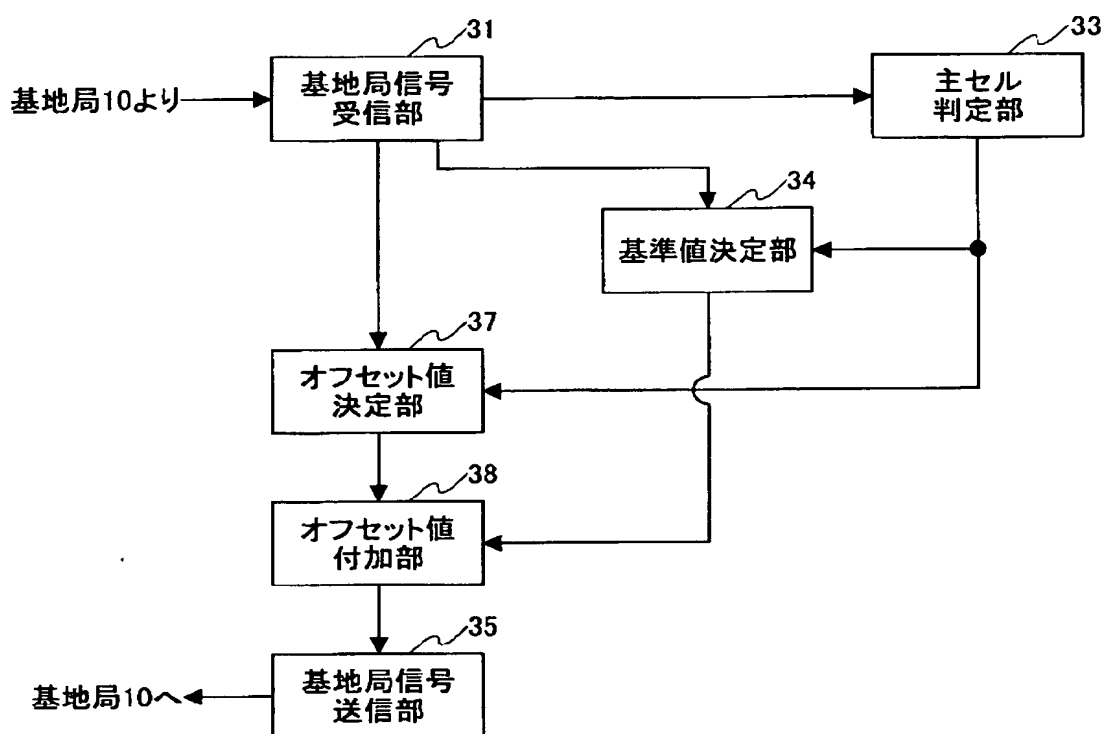 31
33
基地局10より
基地局信号
受信部
主セル
判定部
34
基準値決定部
37
オフセット値
決定部
38
オフセット値
付加部
35
基地局10へ
基地局信号
送信部